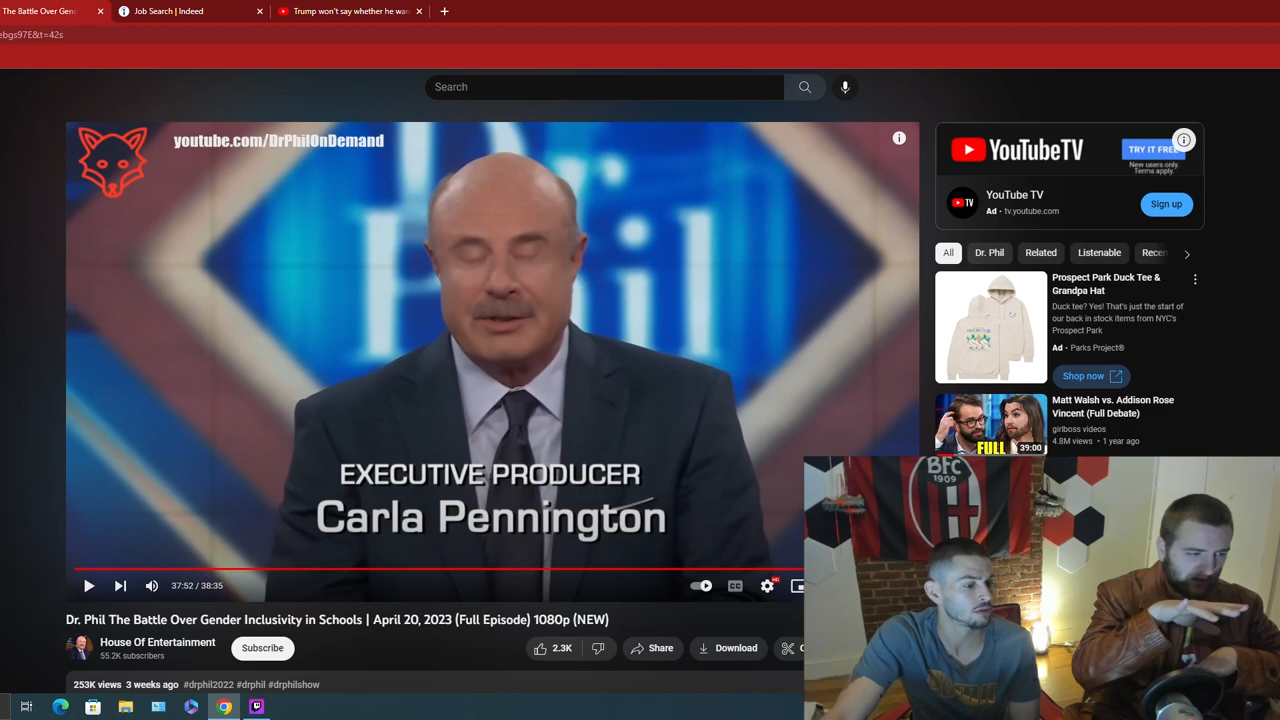 The Battle Over Gend
Job Search | Indeed
Trump won't say whether he wan
ebgs97E&t=42s
Search
youtube.com/DrPhilOnDemand
Phil
EXECUTIVE PRODUCER
Carla Pennington
37:52 / 38:35
CC
HD
Dr. Phil The Battle Over Gender Inclusivity in Schools | April 20, 2023 (Full Episode) 1080p (NEW)
House Of Entertainment
55.2K subscribers
Subscribe
2.3K
Share
Download
253K views 3 weeks ago #drphil2022 #drphil #drphilshow
YouTubeTV
TRY IT FREE
New users only.
Terms apply.
TV
YouTube TV
Ad • tv.youtube.com
Sign up
All
Dr. Phil
Related
Listenable
Recen
Prospect Park Duck Tee &
Grandpa Hat
Duck tee? Yes! That's just the start of
our back in stock items from NYC's
Prospect Park
Ad • Parks Project®
Shop now
Matt Walsh vs. Addison Rose
Vincent (Full Debate)
girlboss videos
4.8M views • 1 year ago
FULL
39:00
BFC
1909